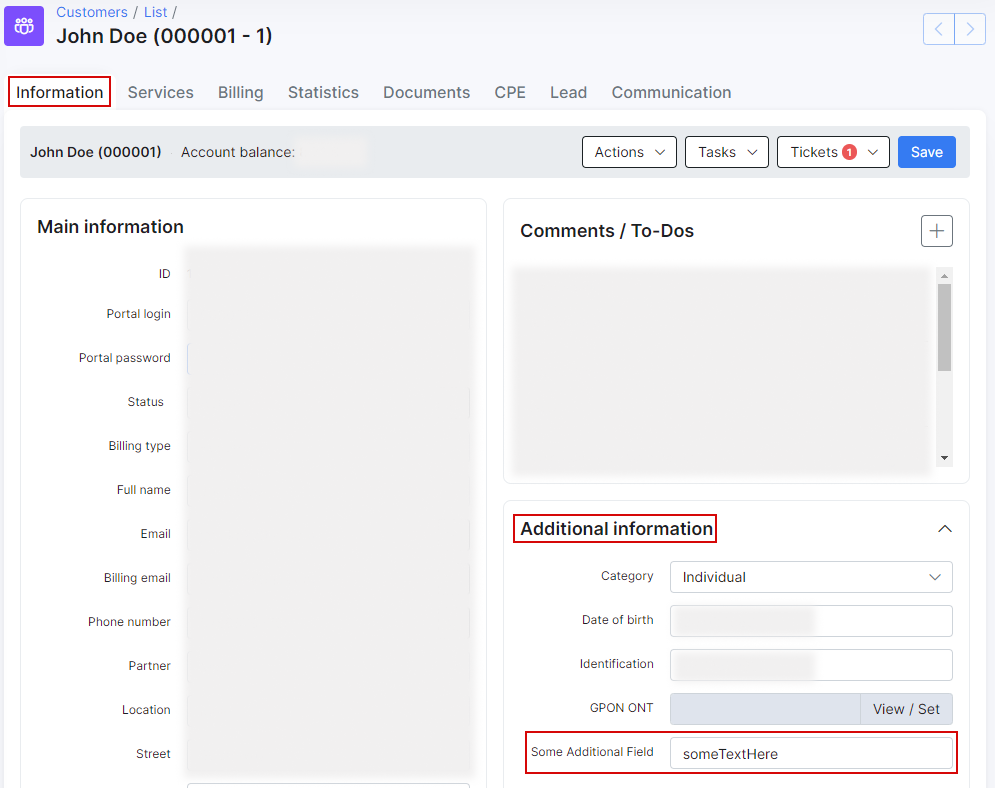 Customers / List /
John Doe (000001 - 1)
Information Services Billing Statistics Documents CPE Lead Communication
John Doe (000001) Account balance: Actions Tasks Tickets 1 Save
Main information
ID
Portal login
Portal password
Status
Billing type
Full name
Email
Billing email
Phone number
Partner
Location
Street
Comments / To-Dos
Additional information
Category Individual
Date of birth
Identification
GPON ONT View / Set
Some Additional Field someTextHere